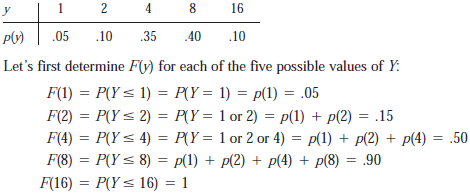 y 1 2 4 8 16
p(y) .05 .10 .35 .40 .10
Let's first determine F(y) for each of the five possible values of Y:
F(1) = P(Y ≤ 1) = P(Y = 1) = p(1) = .05
F(2) = P(Y ≤ 2) = P(Y = 1 or 2) = p(1) + p(2) = .15
F(4) = P(Y ≤ 4) = P(Y = 1 or 2 or 4) = p(1) + p(2) + p(4) = .50
F(8) = P(Y ≤ 8) = p(1) + p(2) + p(4) + p(8) = .90
F(16) = P(Y ≤ 16) = 1